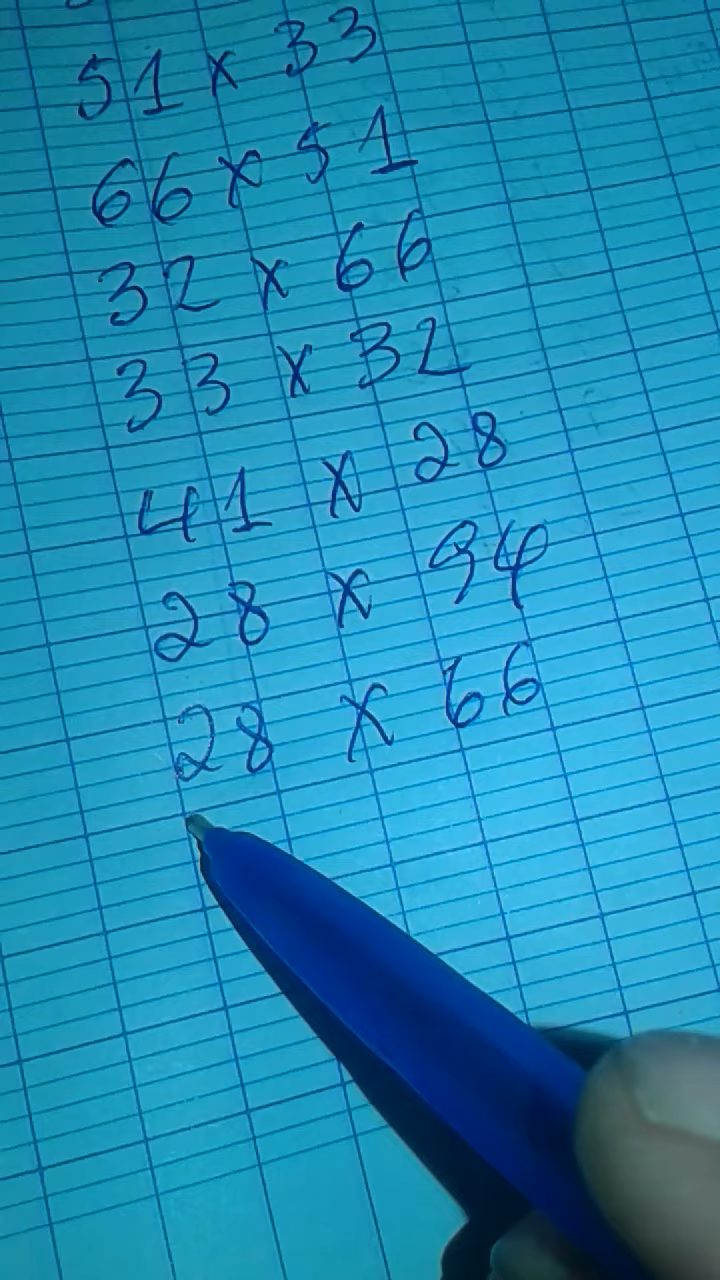 51 x 33
66 x 51
32 x 66
33 x 32
41 x 28
28 x 94
28 x 66